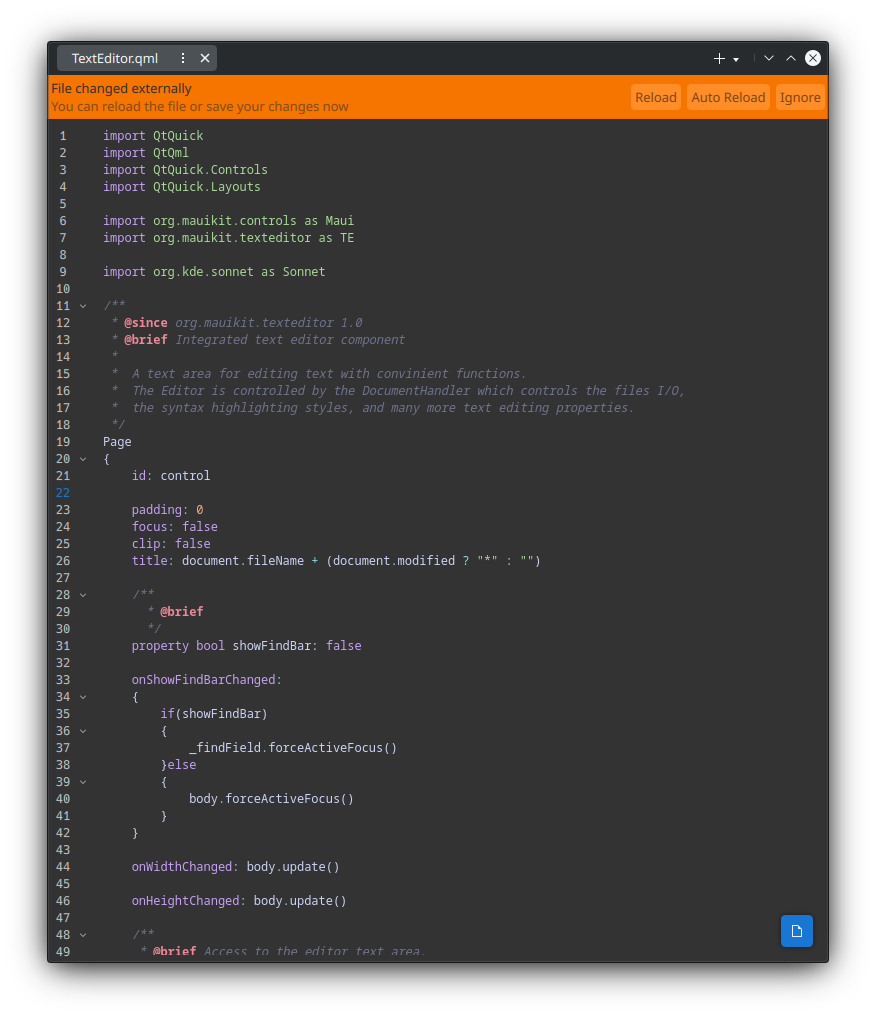 TextEditor.qml
File changed externally
You can reload the file or save your changes now
Reload Auto Reload Ignore
1 import QtQuick
2 import QtQml
3 import QtQuick.Controls
4 import QtQuick.Layouts
5
6 import org.mauikit.controls as Maui
7 import org.mauikit.texteditor as TE
8
9 import org.kde.sonnet as Sonnet
10
11 /**
12  * @since org.mauikit.texteditor 1.0
13  * @brief Integrated text editor component
14  *
15  *  A text area for editing text with convinient functions.
16  *  The Editor is controlled by the DocumentHandler which controls the files I/O,
17  *  the syntax highlighting styles, and many more text editing properties.
18  */
19 Page
20 {
21     id: control
22
23     padding: 0
24     focus: false
25     clip: false
26     title: document.fileName + (document.modified ? "*" : "")
27
28     /**
29       * @brief
30       */
31     property bool showFindBar: false
32
33     onShowFindBarChanged:
34     {
35         if(showFindBar)
36         {
37             _findField.forceActiveFocus()
38         }else
39         {
40             body.forceActiveFocus()
41         }
42     }
43
44     onWidthChanged: body.update()
45
46     onHeightChanged: body.update()
47
48     /**
49      * @brief Access to the editor text area.